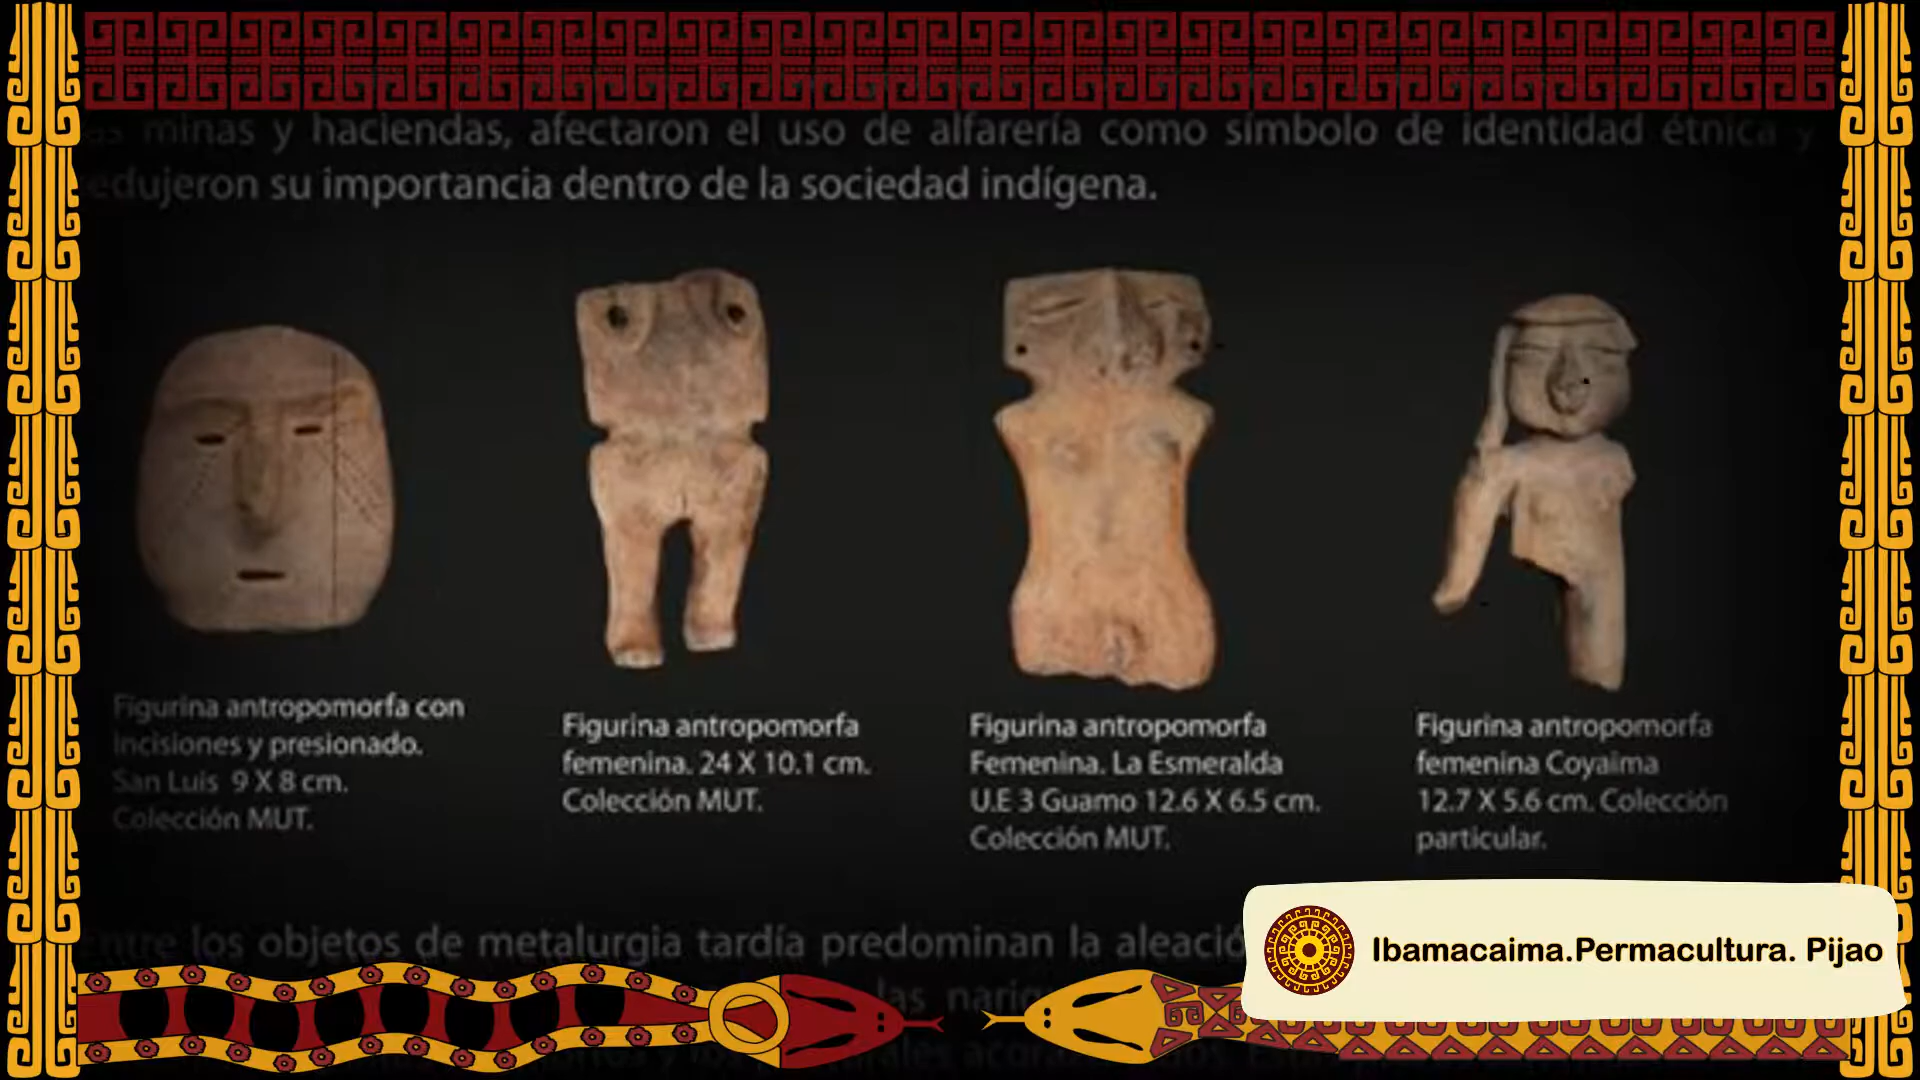 minas y haciendas, afectaron el uso de alfarería como símbolo de identidad étnica y
edujeron su importancia dentro de la sociedad indígena.
Figurina antropomorfa con
incisiones y presionado.
San Luis 9 X 8 cm.
Colección MUT.
Figurina antropomorfa
femenina. 24 X 10.1 cm.
Colección MUT.
Figurina antropomorfa
Femenina. La Esmeralda
U.E 3 Guamo 12.6 X 6.5 cm.
Colección MUT.
Figurina antropomorfa
femenina Coyaima
12.7 X 5.6 cm. Colección
particular.
Entre los objetos de metalurgia tardía predominan la aleació
las nari
Ibamacaima.Permacultura. Pijao